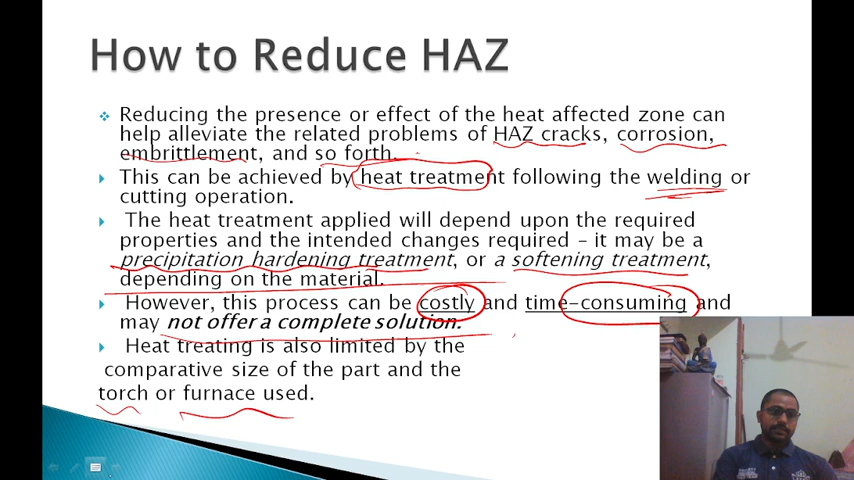 How to Reduce HAZ
Reducing the presence or effect of the heat affected zone can
help alleviate the related problems of HAZ cracks, corrosion,
embrittlement, and so forth.
This can be achieved by heat treatment following the welding or
cutting operation.
The heat treatment applied will depend upon the required
properties and the intended changes required – it may be a
precipitation hardening treatment, or a softening treatment,
depending on the material.
However, this process can be costly and time-consuming and
may not offer a complete solution.
Heat treating is also limited by the
comparative size of the part and the
torch or furnace used.